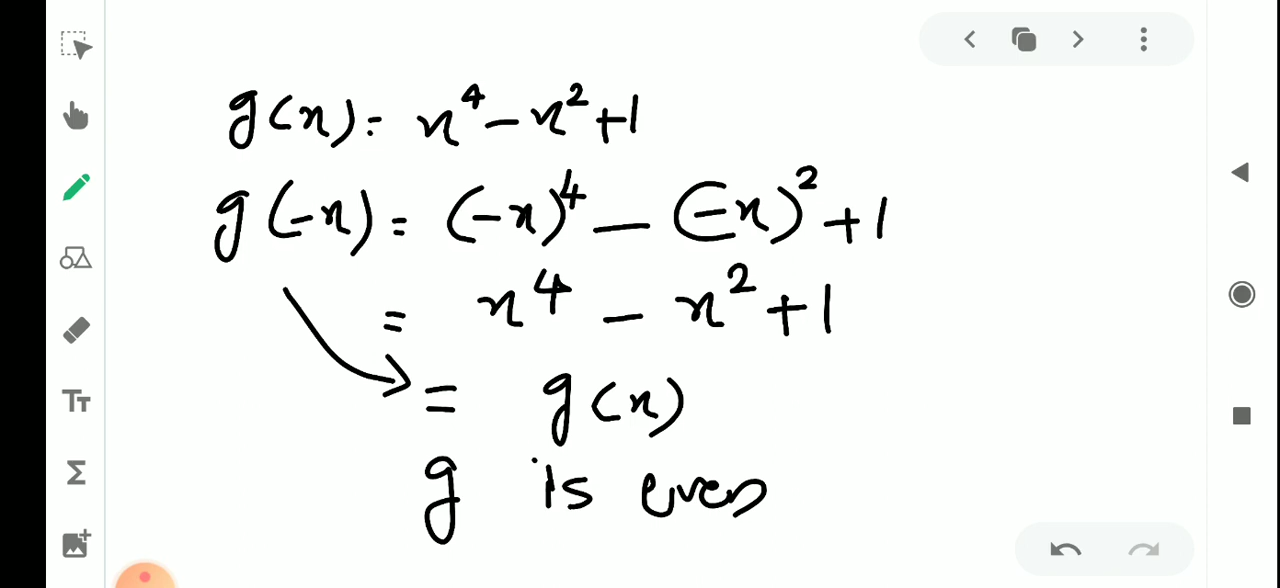 g(x) = x⁴ - x² + 1
g(-x) = (-x)⁴ - (-x)² + 1
= x⁴ - x² + 1
= g(x)
g is even